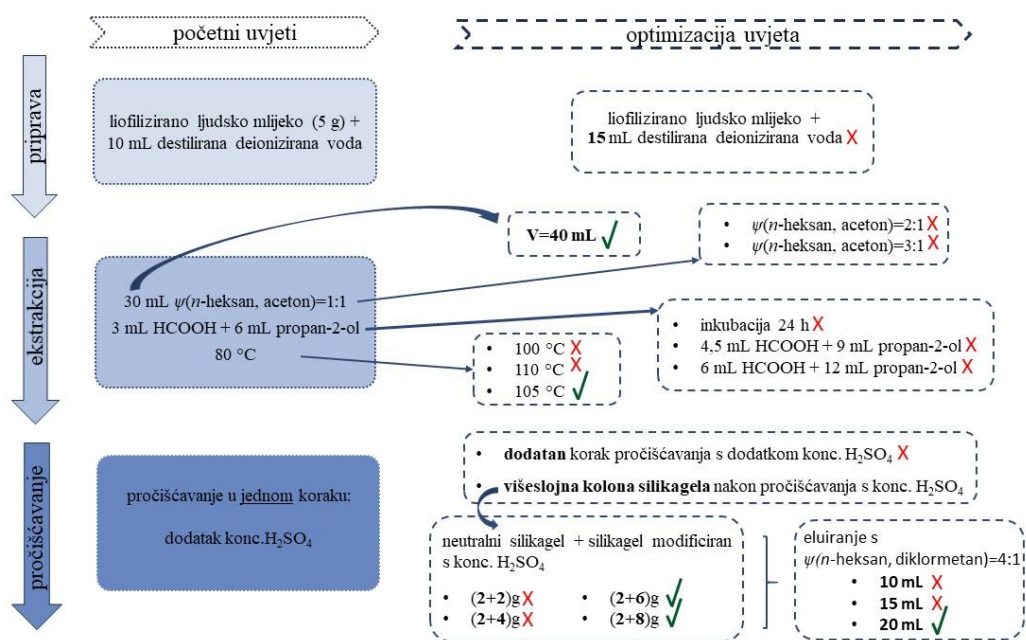 početni uvjeti
optimizacija uvjeta
priprava
liofilizirano ljudsko mlijeko (5 g) +
10 mL destilirana deionizirana voda
liofilizirano ljudsko mlijeko +
15 mL destilirana deionizirana voda X
ekstrakcija
30 mL ψ(n-heksan, aceton)=1:1
3 mL HCOOH + 6 mL propan-2-ol
80 °C
V=40 mL ✓
• ψ(n-heksan, aceton)=2:1 X
• ψ(n-heksan, aceton)=3:1 X
• inkubacija 24 h X
• 4,5 mL HCOOH + 9 mL propan-2-ol X
• 6 mL HCOOH + 12 mL propan-2-ol X
• 100 °C X
• 110 °C X
• 105 °C ✓
pročišćavanje
pročišćavanje u jednom koraku:
dodatak konc.H₂SO₄
• dodatan korak pročišćavanja s dodatkom konc. H₂SO₄ X
• višeslojna kolona silikagela nakon pročišćavanja s konc. H₂SO₄
neutralni silikagel + silikagel modificiran
s konc. H₂SO₄
• (2+2)g X
• (2+4)g X
• (2+6)g ✓
• (2+8)g ✓
eluiranje s
ψ(n-heksan, diklormetan)=4:1
• 10 mL X
• 15 mL X
• 20 mL ✓